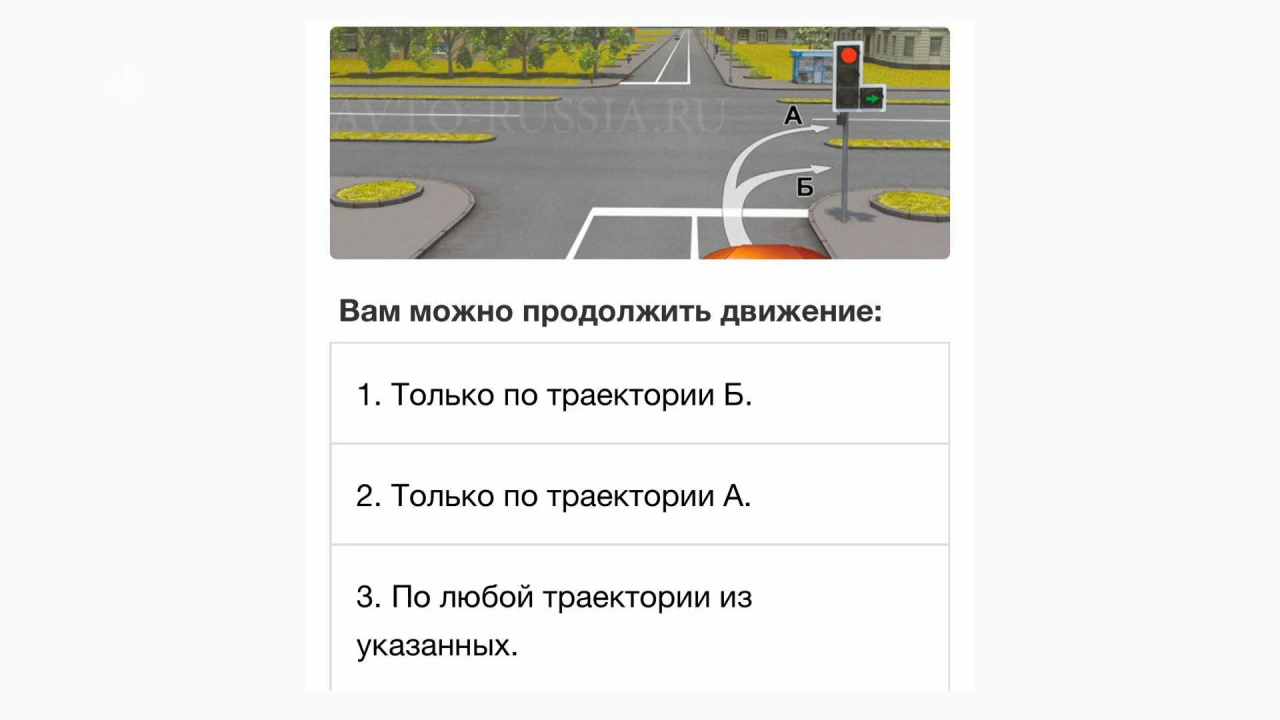 AVTO-RUSSIA.RU
А
Б
Вам можно продолжить движение:
1. Только по траектории Б.
2. Только по траектории А.
3. По любой траектории из
указанных.